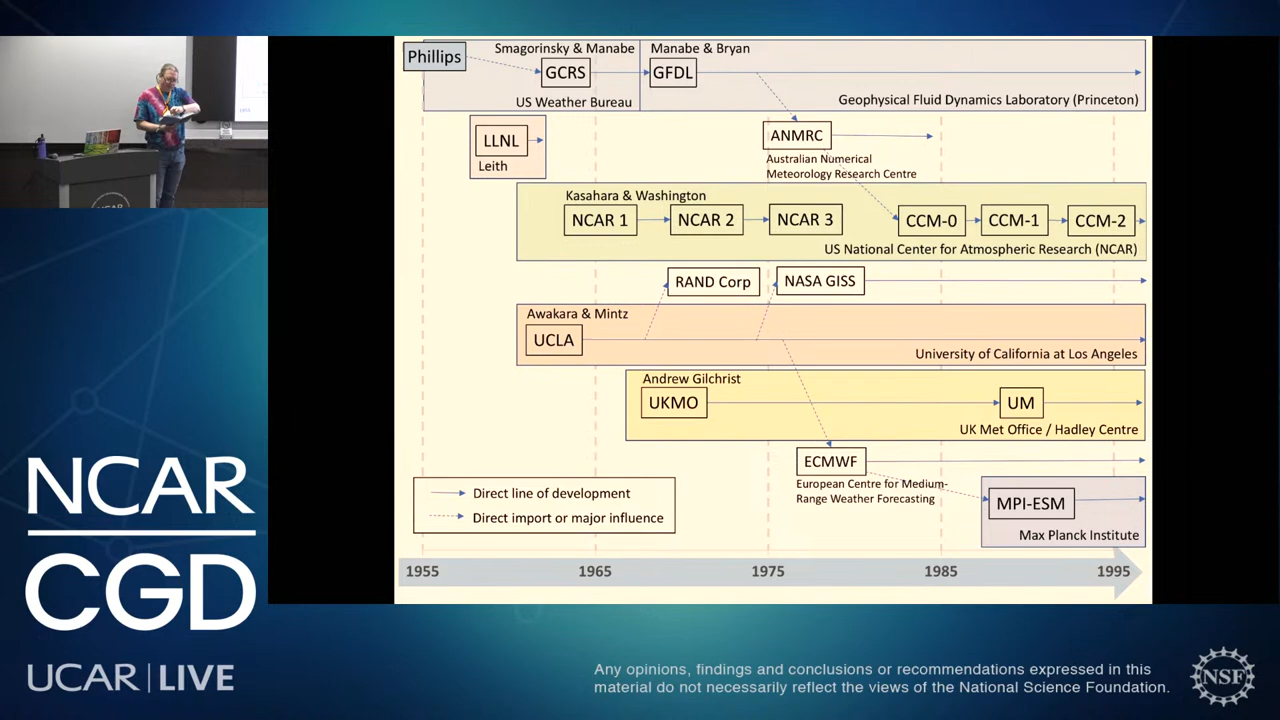 Phillips
Smagorinsky & Manabe
GCRS
US Weather Bureau
Manabe & Bryan
GFDL
Geophysical Fluid Dynamics Laboratory (Princeton)
LLNL
Leith
ANMRC
Australian Numerical
Meteorology Research Centre
Kasahara & Washington
NCAR 1
NCAR 2
NCAR 3
CCM-0
CCM-1
CCM-2
US National Center for Atmospheric Research (NCAR)
RAND Corp
NASA GISS
Awakara & Mintz
UCLA
University of California at Los Angeles
Andrew Gilchrist
UKMO
UM
UK Met Office / Hadley Centre
ECMWF
European Centre for Medium-
Range Weather Forecasting
MPI-ESM
Max Planck Institute
Direct line of development
Direct import or major influence
1955
1965
1975
1985
1995
NCAR
CGD
UCAR | LIVE
Any opinions, findings and conclusions or recommendations expressed in this
material do not necessarily reflect the views of the National Science Foundation.
NSF